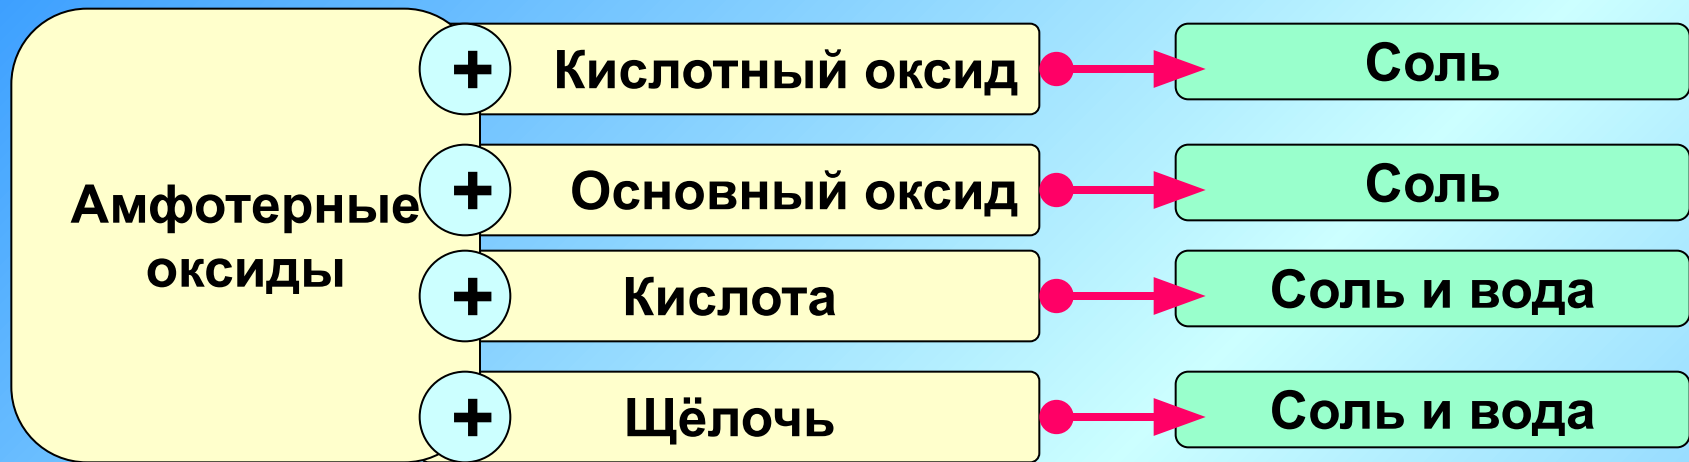 Амфотерные
оксиды
+ Кислотный оксид Соль
+ Основный оксид Соль
+ Кислота Соль и вода
+ Щёлочь Соль и вода